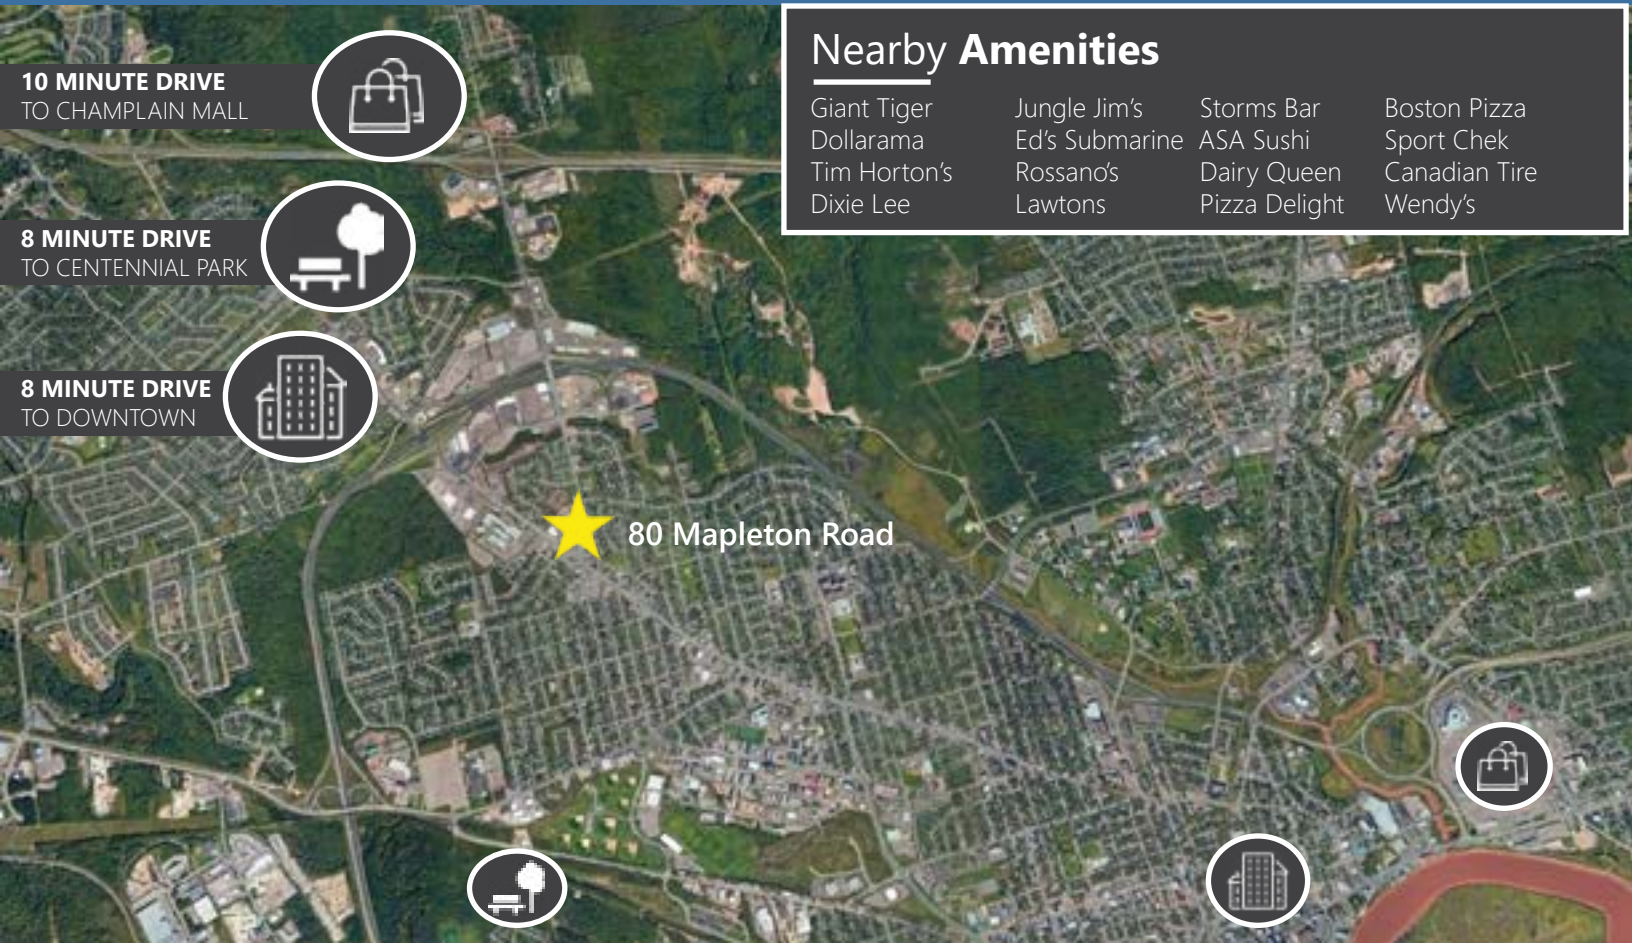 10 MINUTE DRIVE
TO CHAMPLAIN MALL
8 MINUTE DRIVE
TO CENTENNIAL PARK
8 MINUTE DRIVE
TO DOWNTOWN
Nearby Amenities
Giant Tiger Jungle Jim's Storms Bar Boston Pizza
Dollarama Ed's Submarine ASA Sushi Sport Chek
Tim Horton's Rossano's Dairy Queen Canadian Tire
Dixie Lee Lawtons Pizza Delight Wendy's
80 Mapleton Road